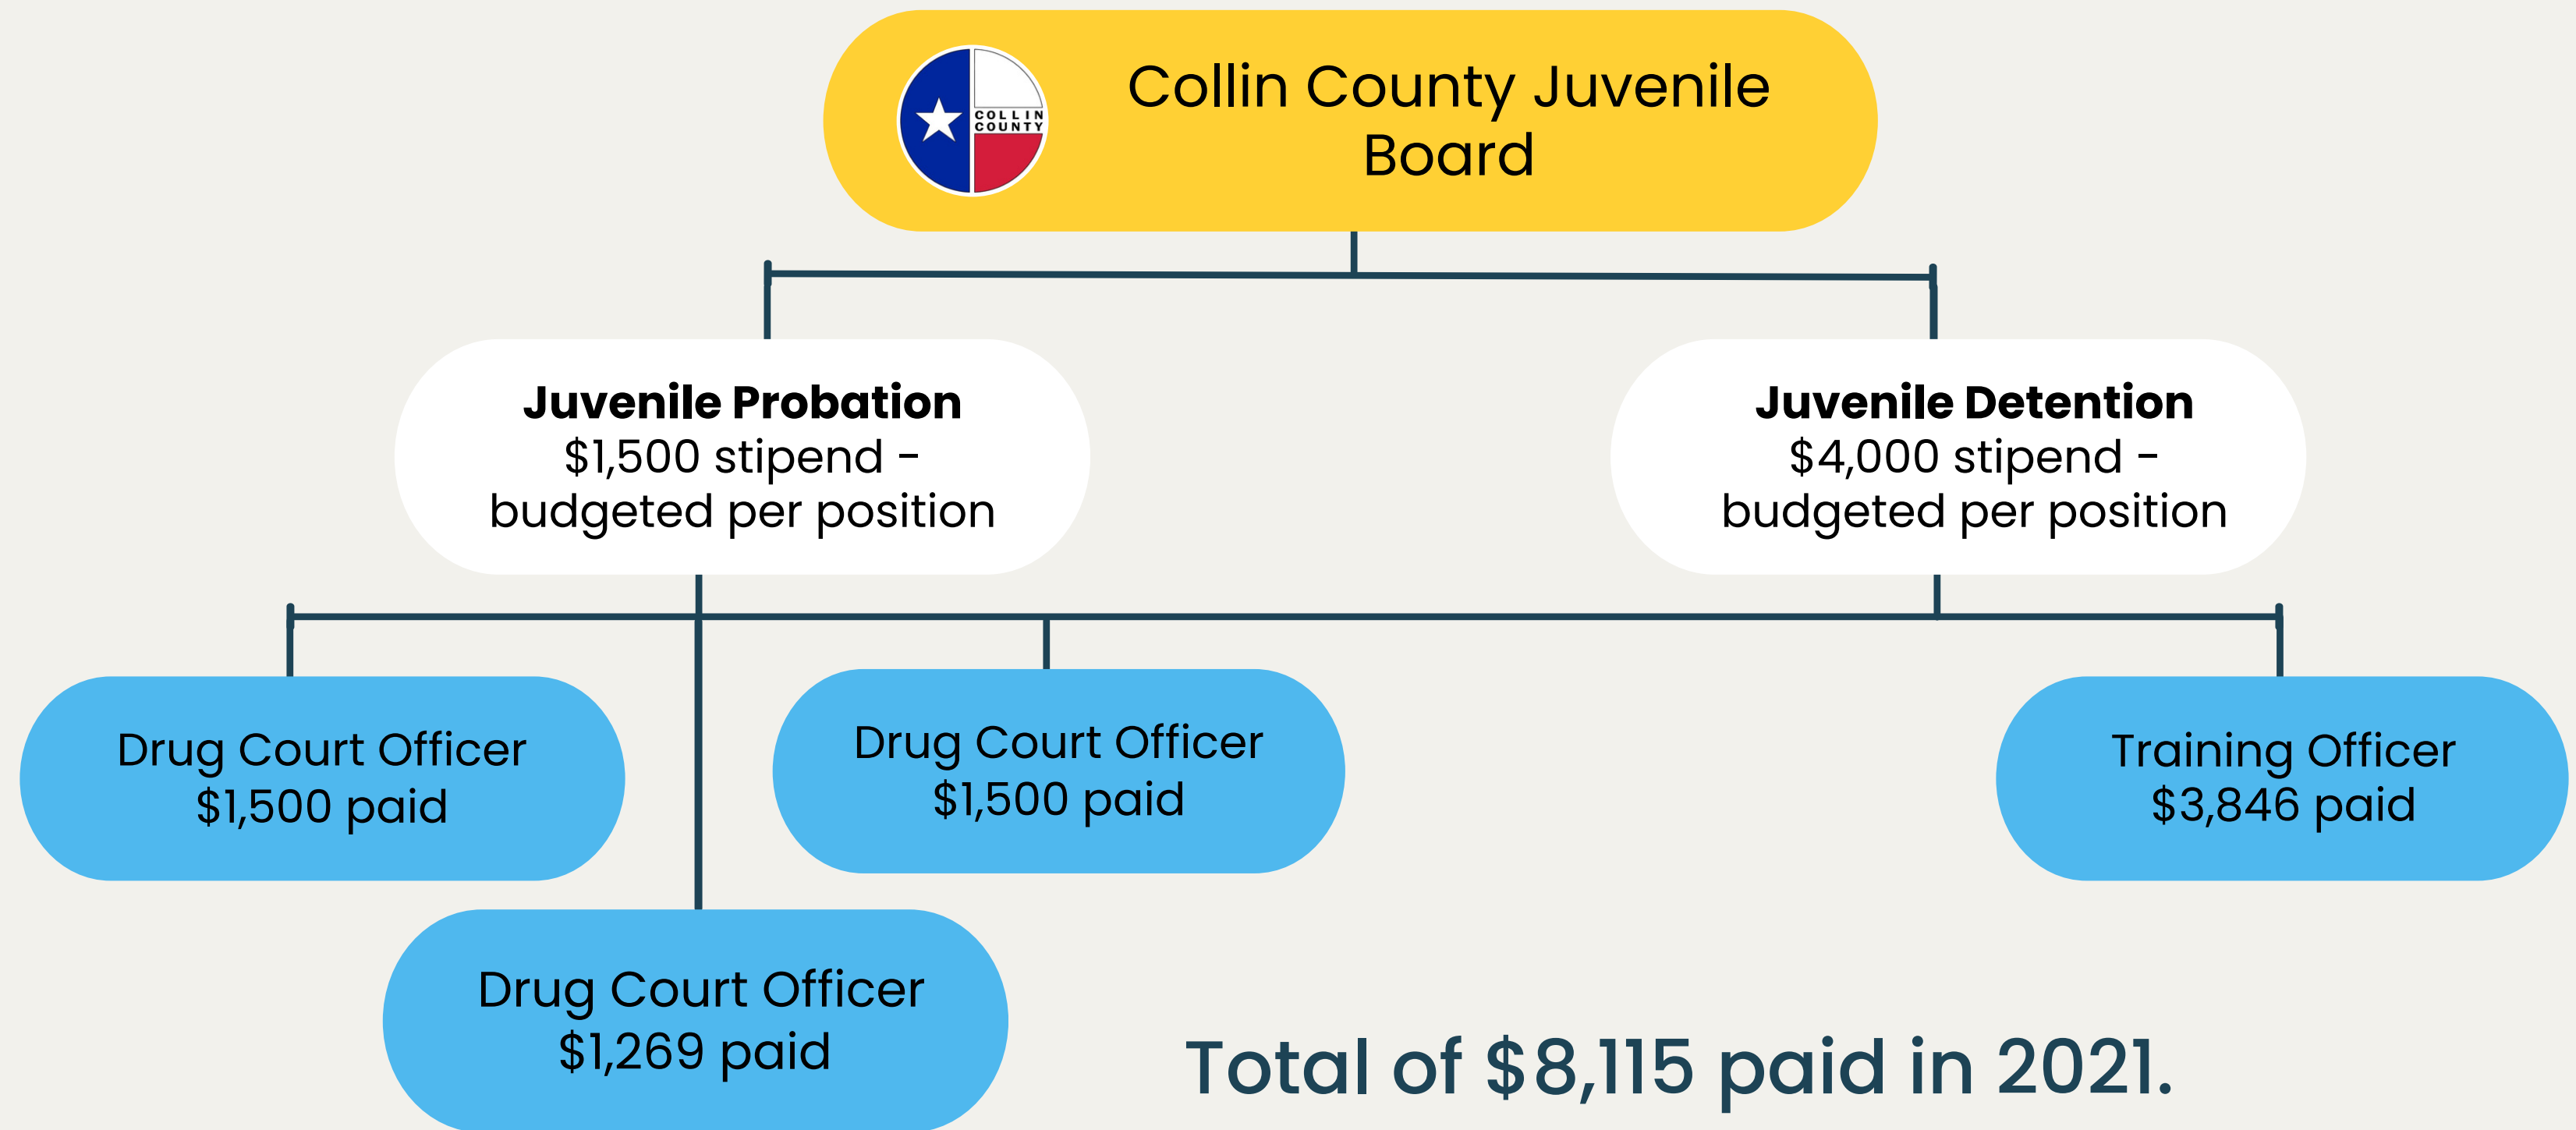 COLLIN
COUNTY
Collin County Juvenile
Board
Juvenile Probation
$1,500 stipend -
budgeted per position
Juvenile Detention
$4,000 stipend -
budgeted per position
Drug Court Officer
$1,500 paid
Drug Court Officer
$1,500 paid
Training Officer
$3,846 paid
Drug Court Officer
$1,269 paid
Total of $8,115 paid in 2021.